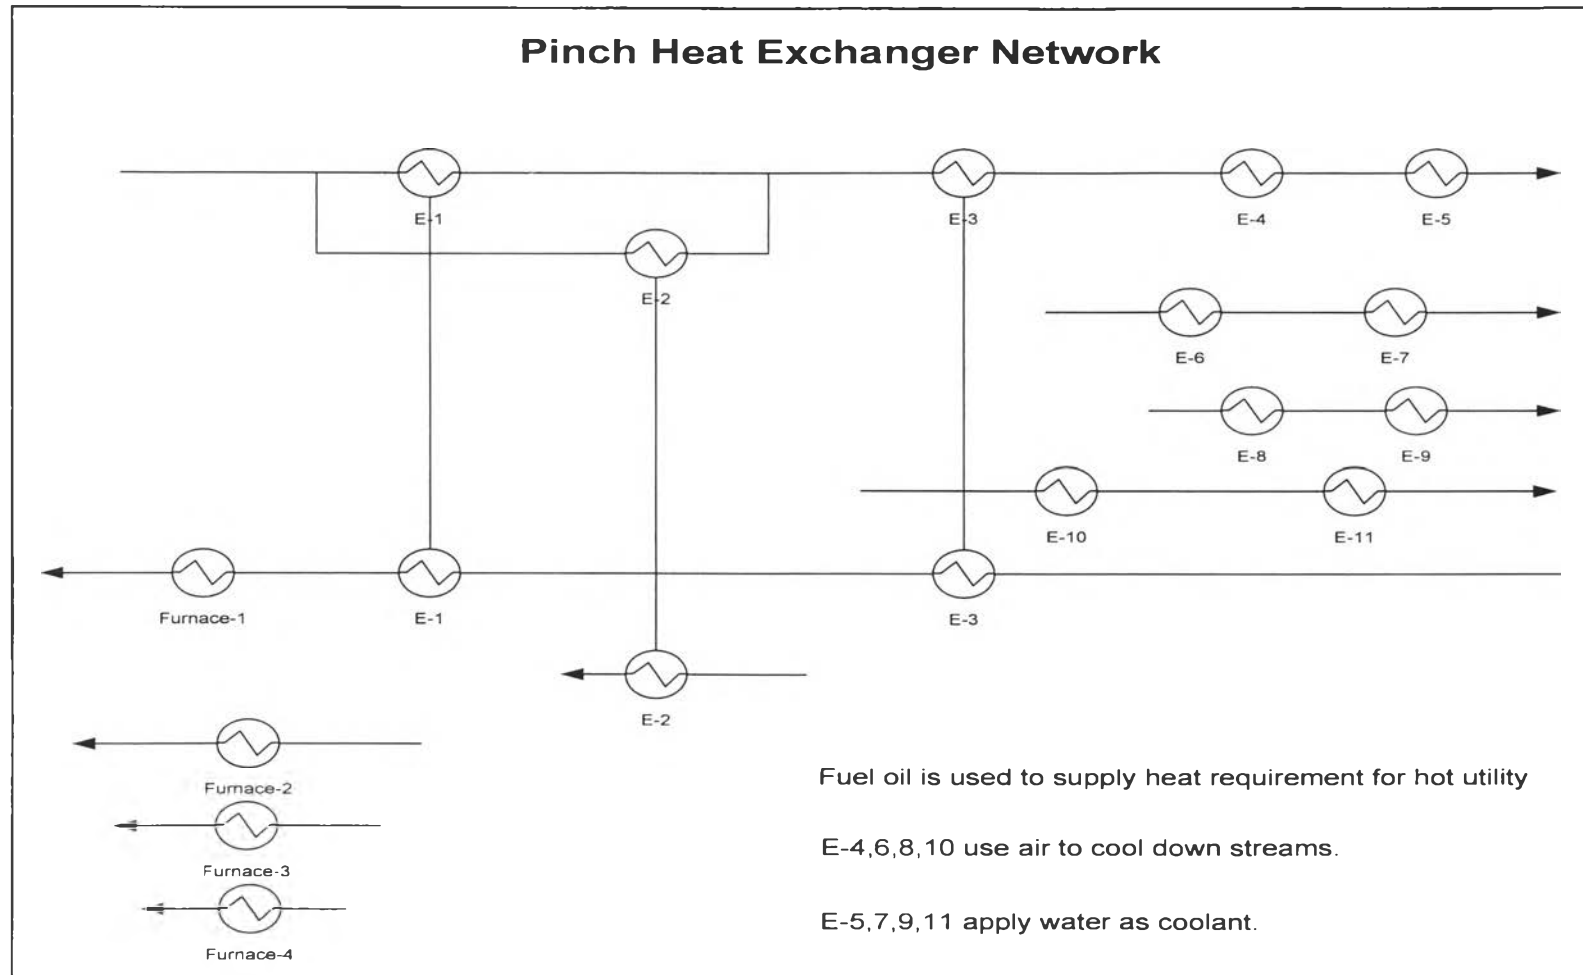 Pinch Heat Exchanger Network
E-1
E-3
E-4
E-5
E-2
E-6
E-7
E-8
E-9
E-10
E-11
Furnace-1
E-1
E-3
E-2
Furnace-2
Fuel oil is used to supply heat requirement for hot utility
E-4,6,8,10 use air to cool down streams.
Furnace-3
E-5,7,9,11 apply water as coolant.
Furnace-4